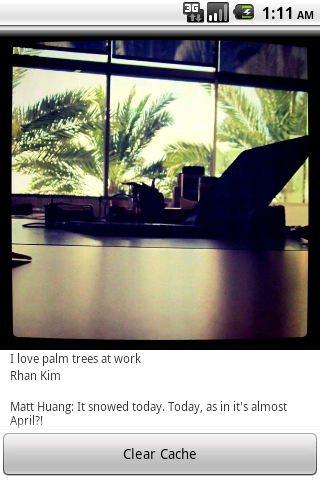 3G
1:11 AM
I love palm trees at work
Rhan Kim
Matt Huang: It snowed today. Today, as in it's almost
April?!
Clear Cache